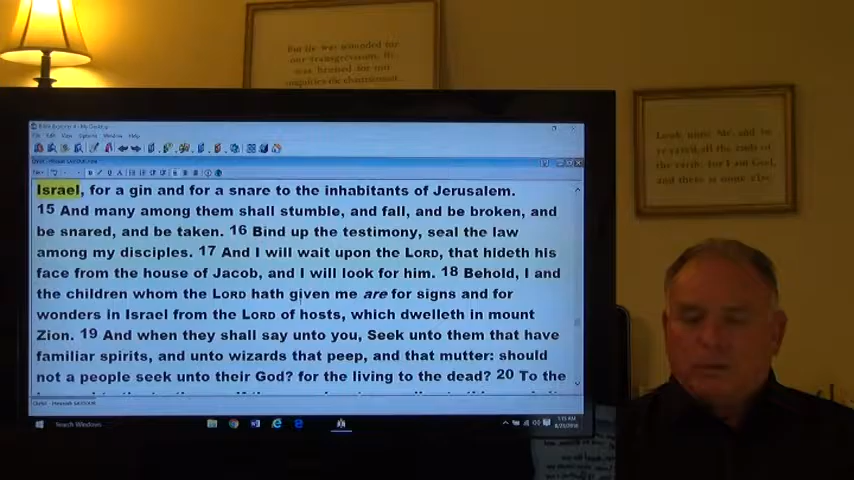 But He was wounded for
our transgressions, He
was bruised for our
iniquities: the chastisement
Look unto Me, and be
ye saved, all the ends of
the earth: for I am God,
and there is none else.
Israel, for a gin and for a snare to the inhabitants of Jerusalem.
15 And many among them shall stumble, and fall, and be broken, and
be snared, and be taken. 16 Bind up the testimony, seal the law
among my disciples. 17 And I will wait upon the LORD, that hideth his
face from the house of Jacob, and I will look for him. 18 Behold, I and
the children whom the LORD hath given me are for signs and for
wonders in Israel from the LORD of hosts, which dwelleth in mount
Zion. 19 And when they shall say unto you, Seek unto them that have
familiar spirits, and unto wizards that peep, and that mutter: should
not a people seek unto their God? for the living to the dead? 20 To the
Search Windows